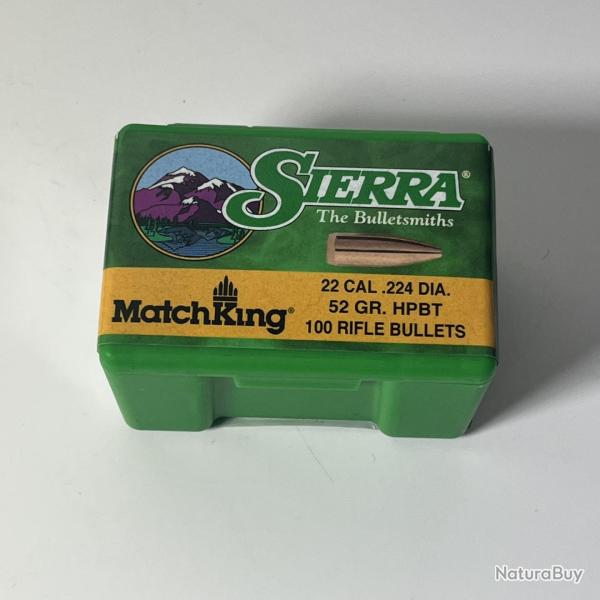 SIERRA®
The Bulletsmiths
MatchKing®
22 CAL .224 DIA.
52 GR. HPBT
100 RIFLE BULLETS
NaturaBuy